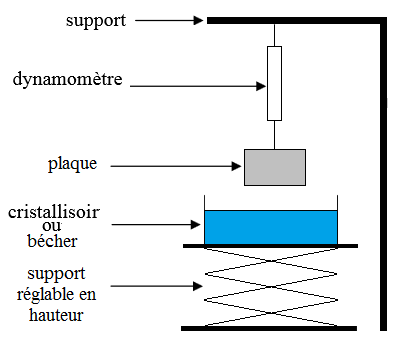 support
dynamomètre
plaque
cristallisoir
ou
bécher
support
réglable en
hauteur